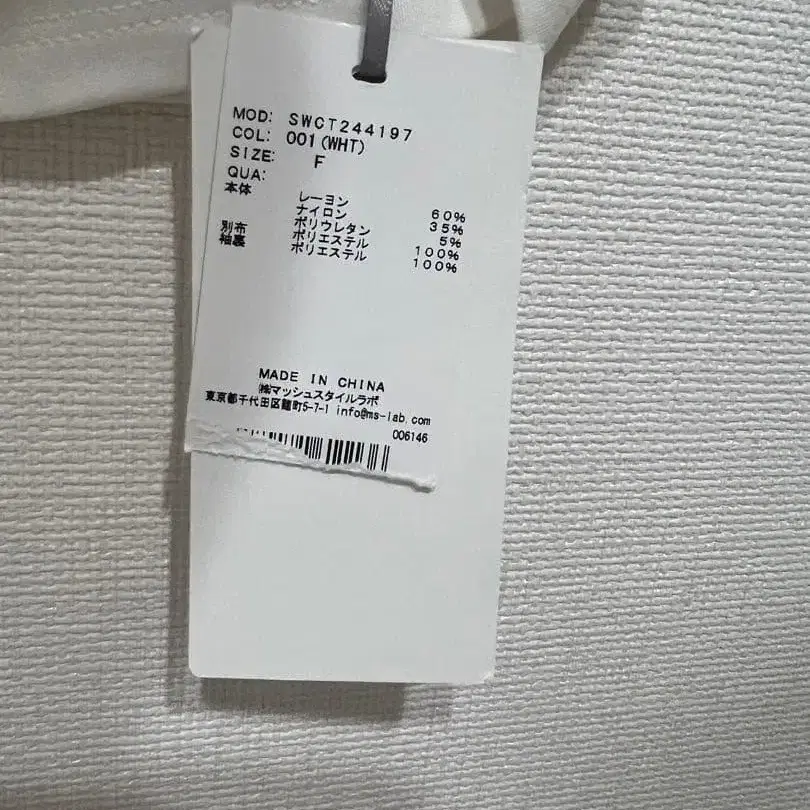 MOD: SWCT244197
COL: 001(WHT)
SIZE: F
QUA:
本体 レーヨン 60%
ナイロン 35%
ポリウレタン 5%
別布 ポリエステル 100%
袖裏 ポリエステル 100%
MADE IN CHINA
㈱マッシュスタイルラボ
東京都千代田区麹町5-7-1 info@ms-lab.com
006146